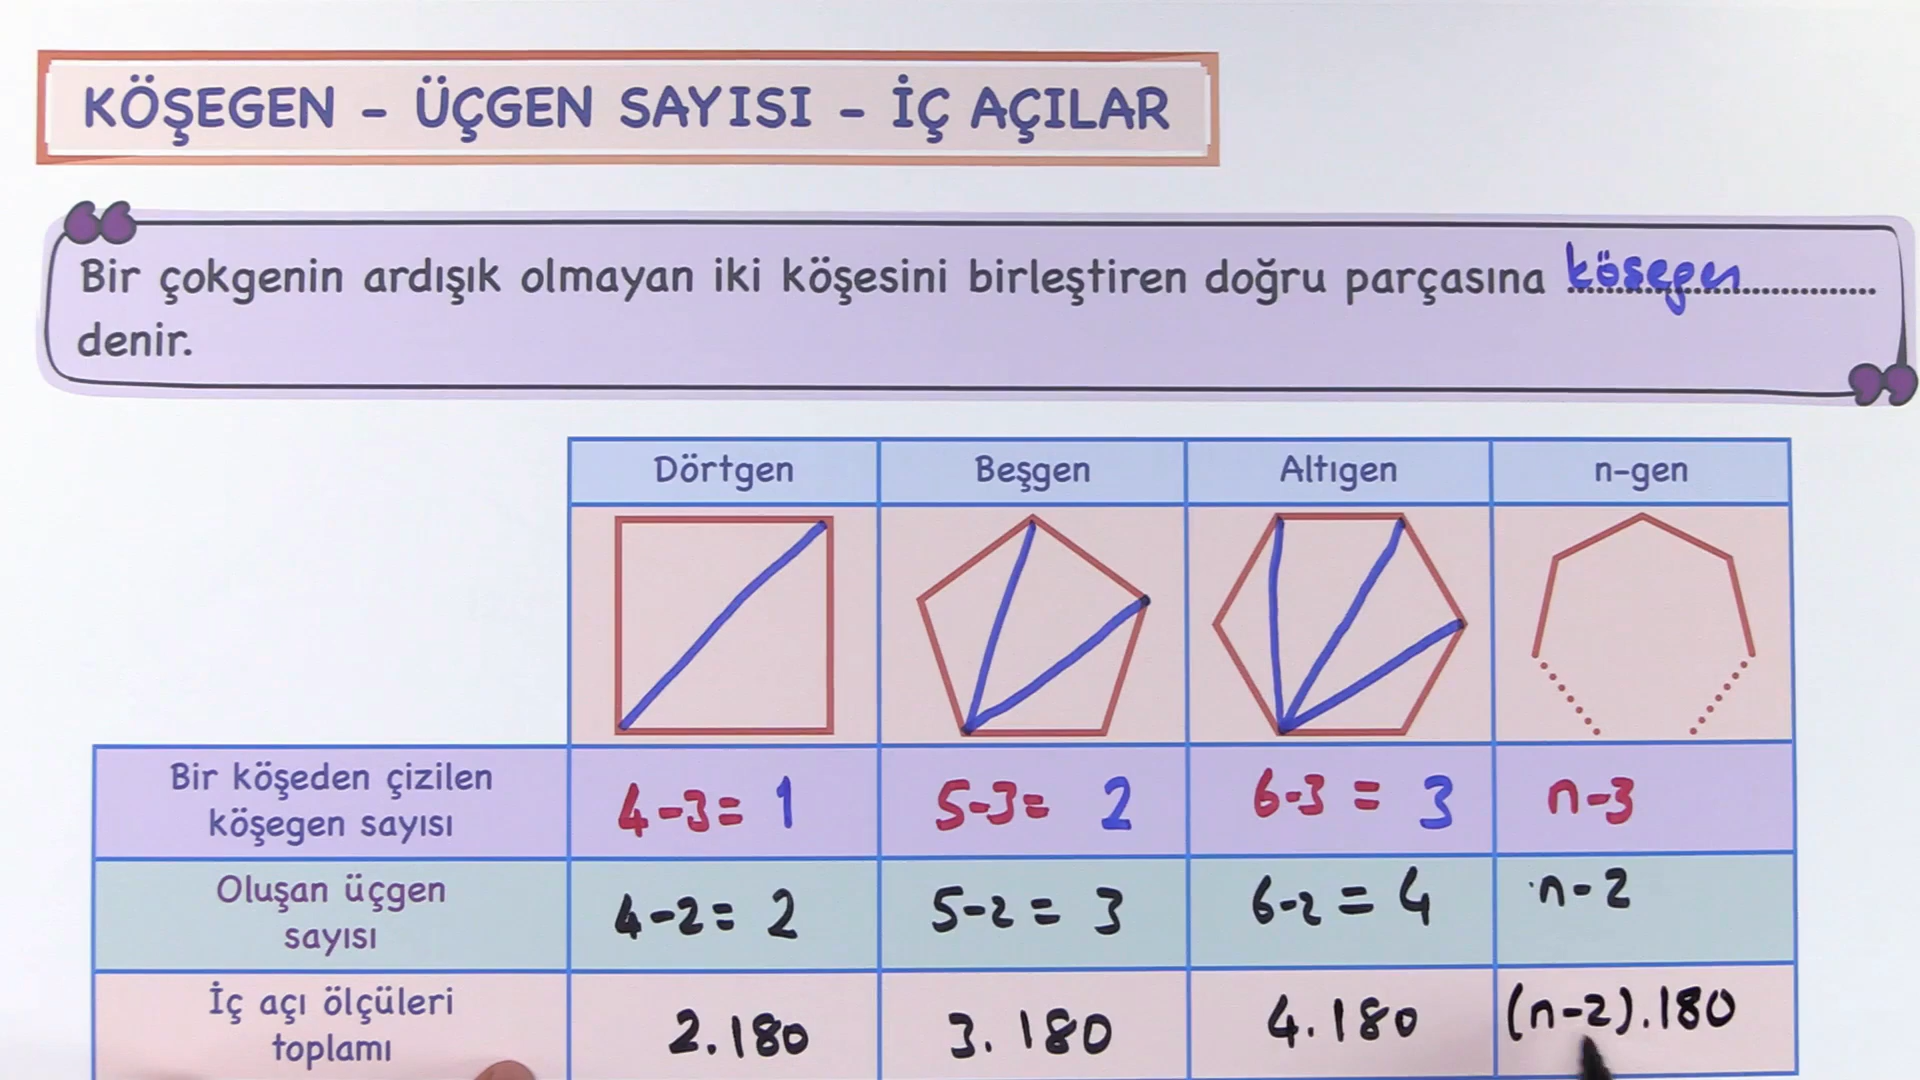 KÖŞEGEN - ÜÇGEN SAYISI - İÇ AÇILAR
Bir çokgenin ardışık olmayan iki köşesini birleştiren doğru parçasına köşegen
denir.
Dörtgen Beşgen Altıgen n-gen
Bir köşeden çizilen
köşegen sayısı
4-3= 1 5-3= 2 6-3 = 3 n-3
Oluşan üçgen
sayısı
4-2= 2 5-2= 3 6-2 = 4 n-2
İç açı ölçüleri
toplamı
2.180 3.180 4.180 (n-2).180